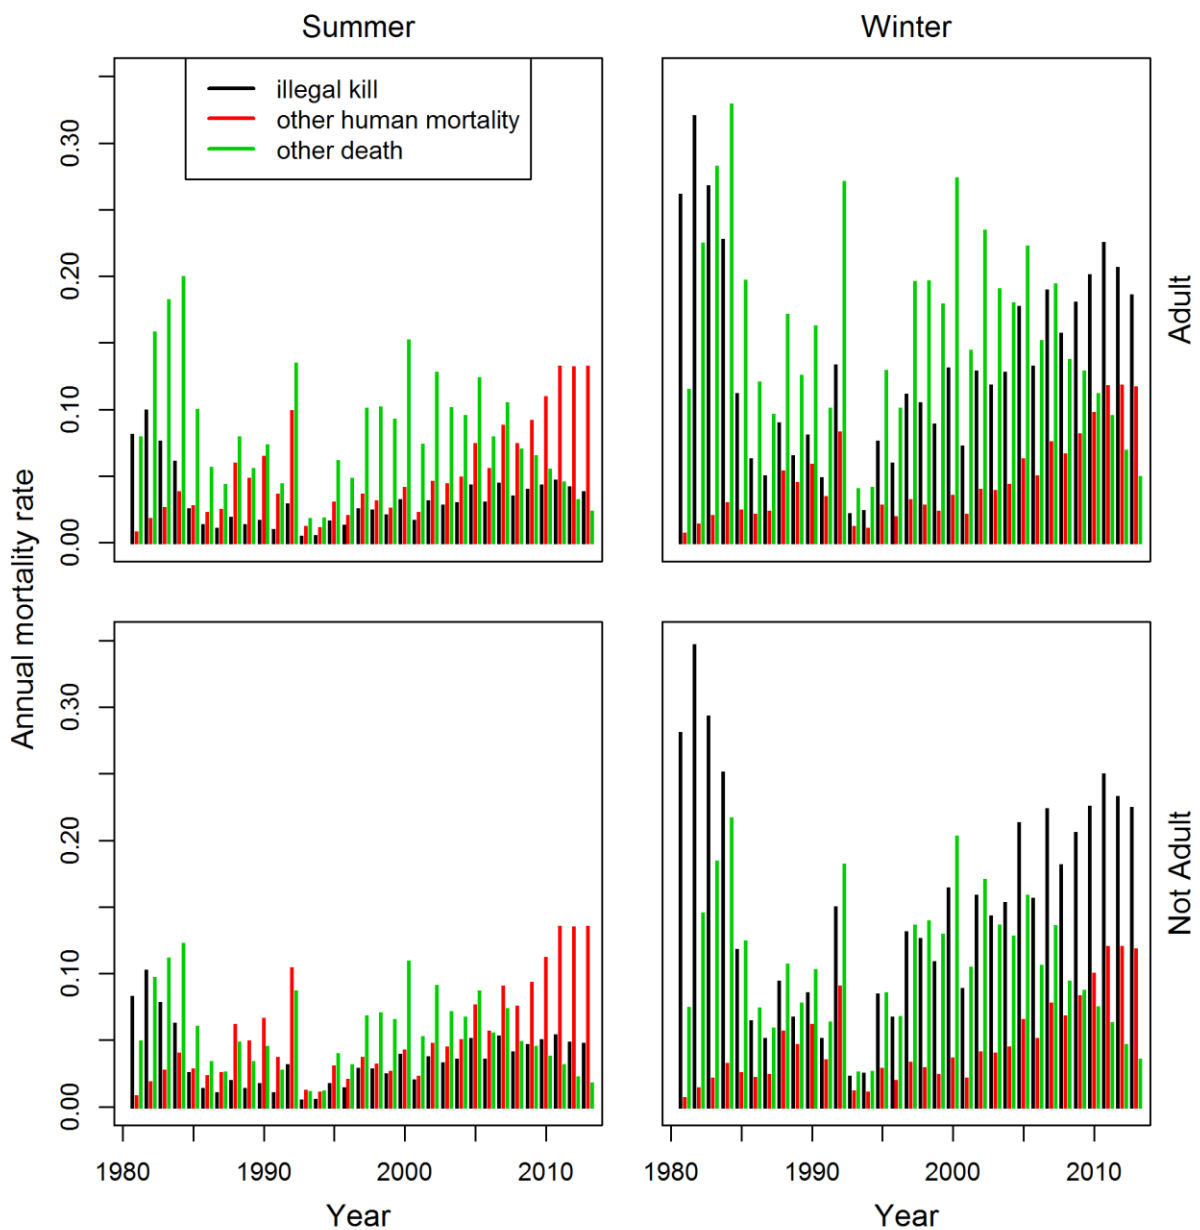 Summer
Winter
illegal kill
other human mortality
other death
0.30
0.20
0.10
0.00
Adult
Annual mortality rate
0.30
0.20
0.10
0.00
Not Adult
1980 1990 2000 2010
1980 1990 2000 2010
Year
Year